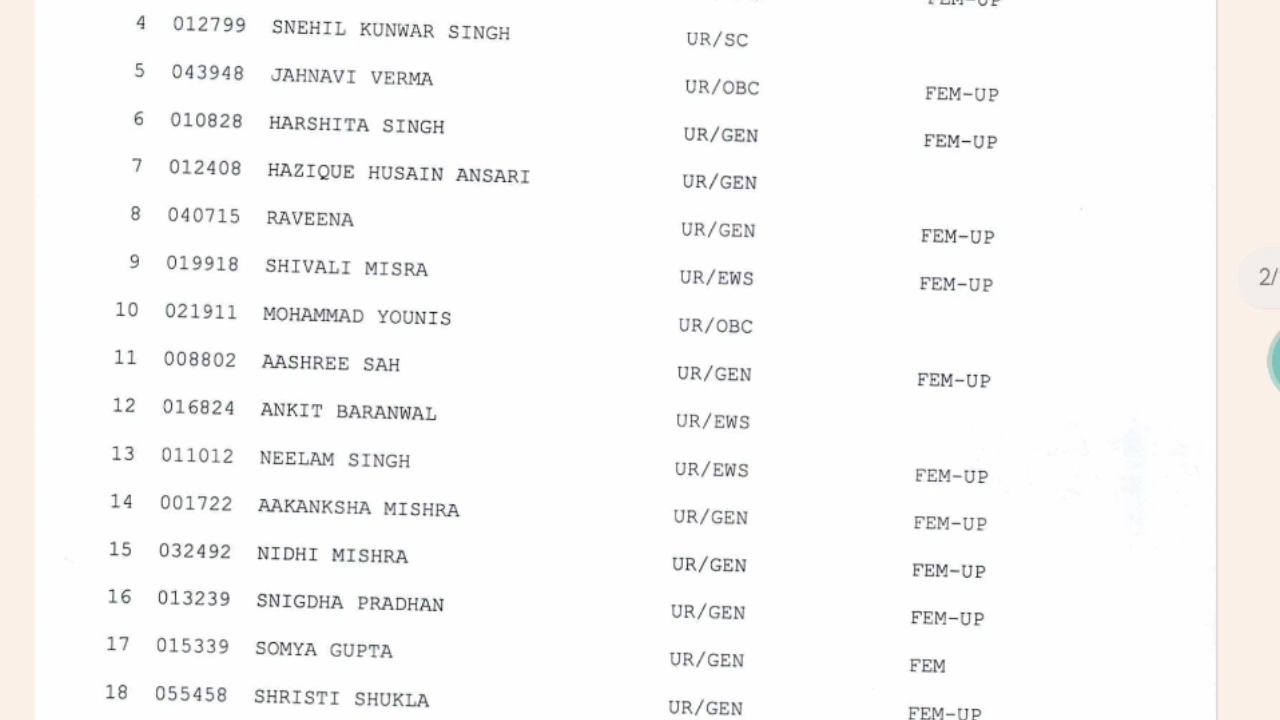 FEM-UP
4 012799 SNEHIL KUNWAR SINGH UR/SC
5 043948 JAHNAVI VERMA UR/OBC FEM-UP
6 010828 HARSHITA SINGH UR/GEN FEM-UP
7 012408 HAZIQUE HUSAIN ANSARI UR/GEN
8 040715 RAVEENA UR/GEN FEM-UP
9 019918 SHIVALI MISRA UR/EWS FEM-UP
10 021911 MOHAMMAD YOUNIS UR/OBC
11 008802 AASHREE SAH UR/GEN FEM-UP
12 016824 ANKIT BARANWAL UR/EWS
13 011012 NEELAM SINGH UR/EWS FEM-UP
14 001722 AAKANKSHA MISHRA UR/GEN FEM-UP
15 032492 NIDHI MISHRA UR/GEN FEM-UP
16 013239 SNIGDHA PRADHAN UR/GEN FEM-UP
17 015339 SOMYA GUPTA UR/GEN FEM
18 055458 SHRISTI SHUKLA UR/GEN FEM-UP
2/